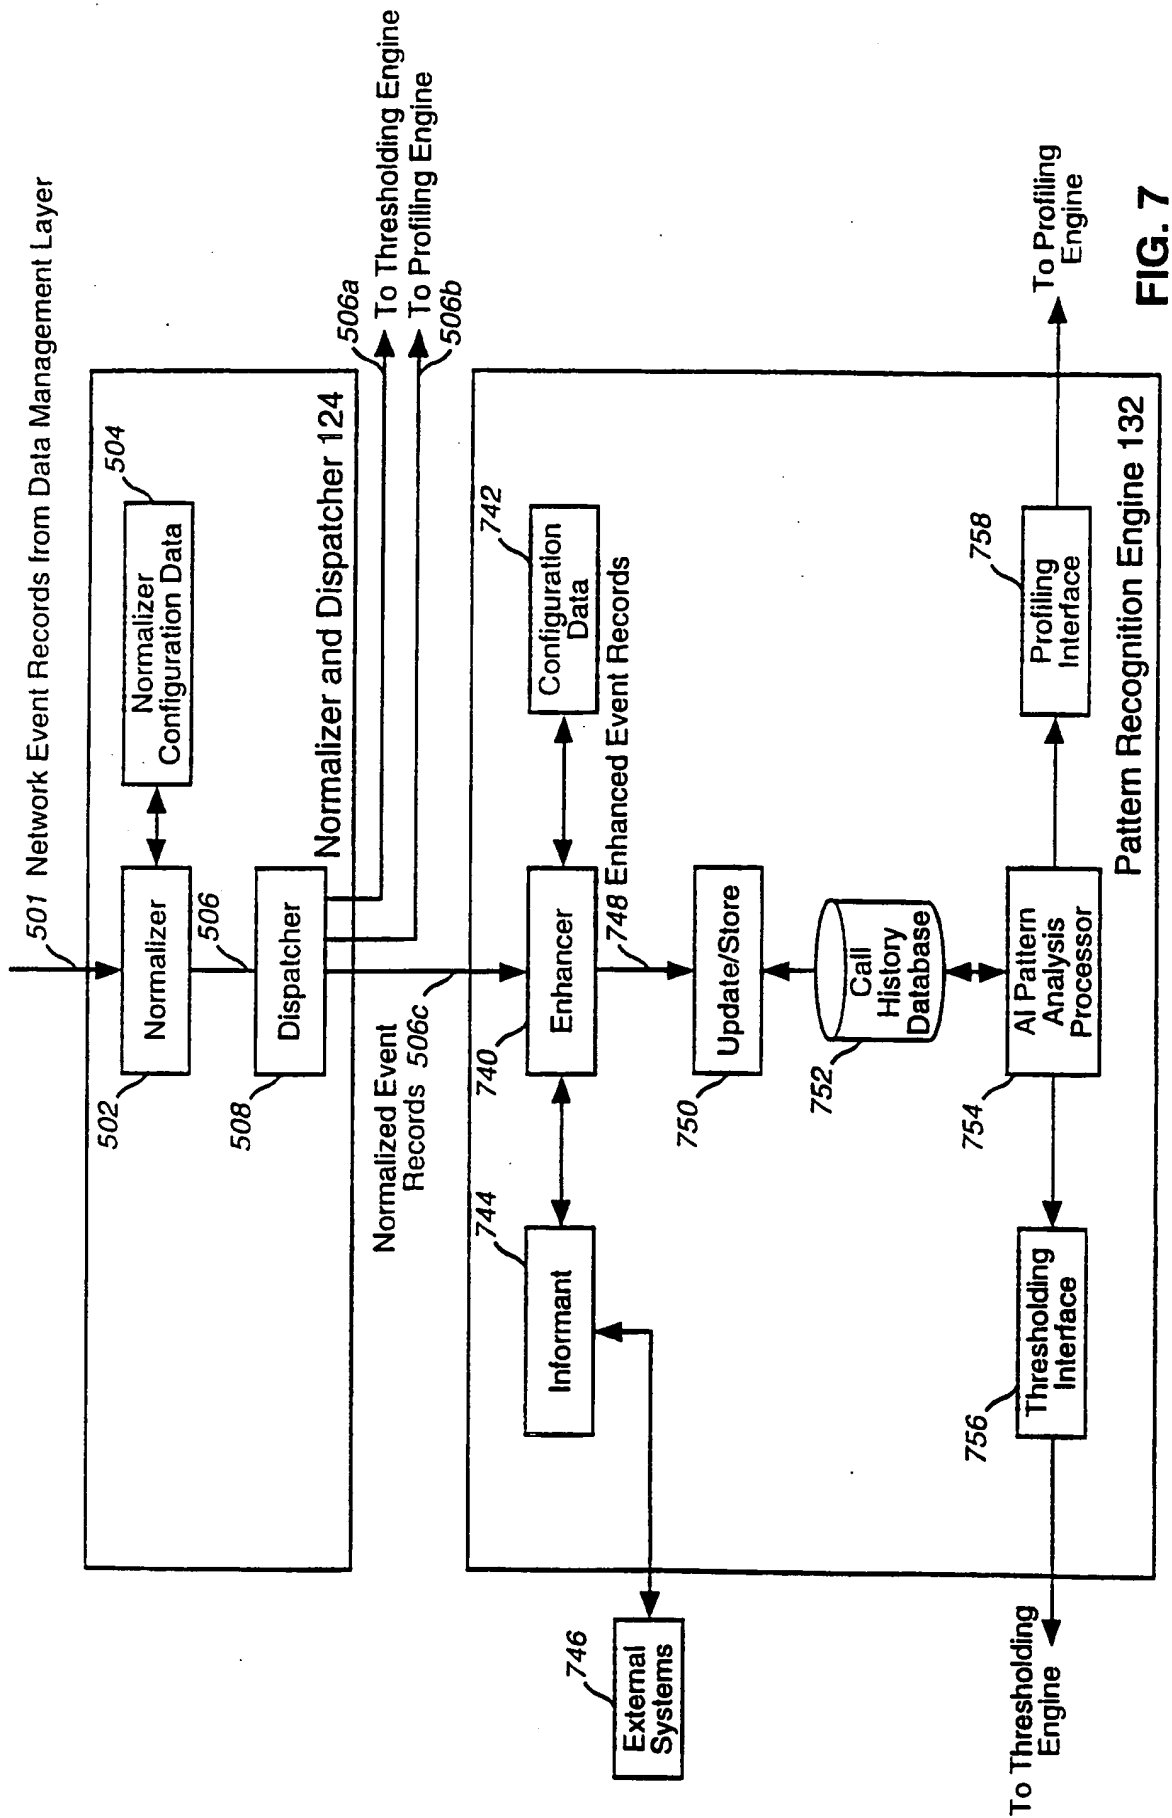 501 Network Event Records from Data Management Layer
502
Normalizer
504
Normalizer
Configuration Data
506
508
Dispatcher
Normalizer and Dispatcher 124
506a
To Thresholding Engine
To Profiling Engine
506b
Normalized Event
Records 506c
744
Informant
740
Enhancer
742
Configuration
Data
746
External
Systems
748 Enhanced Event Records
750
Update/Store
752
Call
History
Database
754
AI Pattern
Analysis
Processor
756
Thresholding
Interface
758
Profiling
Interface
To Thresholding
Engine
To Profiling
Engine
Pattern Recognition Engine 132
FIG. 7